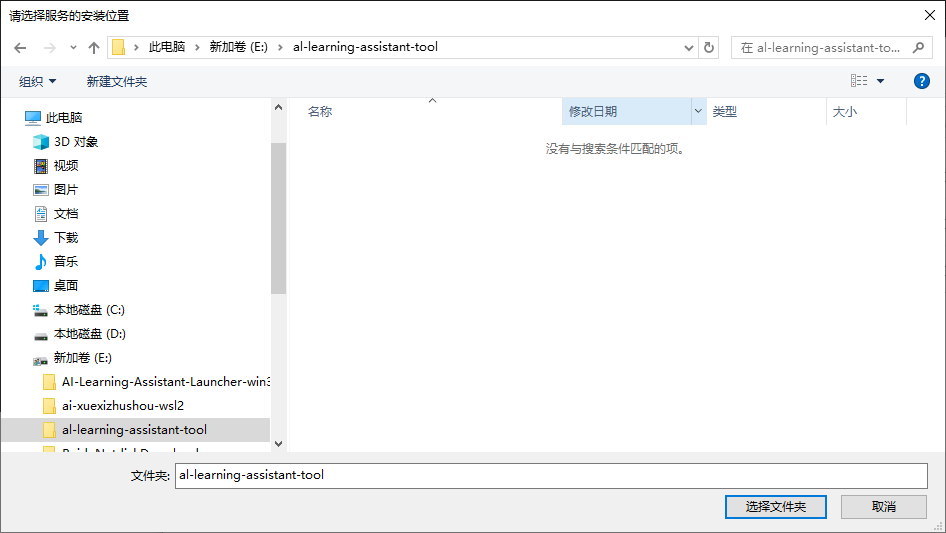 请选择服务的安装位置
此电脑 新加卷 (E:) al-learning-assistant-tool
在 al-learning-assistant-to...
组织 新建文件夹
名称 修改日期 类型 大小
没有与搜索条件匹配的项。
此电脑
3D 对象
视频
图片
文档
下载
音乐
桌面
本地磁盘 (C:)
本地磁盘 (D:)
新加卷 (E:)
AI-Learning-Assistant-Launcher-win3
ai-xuexizhushou-wsl2
al-learning-assistant-tool
文件夹: al-learning-assistant-tool
选择文件夹 取消